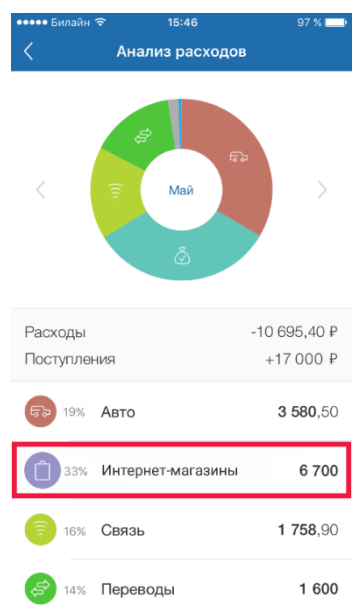 ●●●●● Билайн 15:46 97 %
Анализ расходов
Май
Расходы -10 695,40 ₽
Поступления +17 000 ₽
19% Авто 3 580,50
33% Интернет-магазины 6 700
16% Связь 1 758,90
14% Переводы 1 600